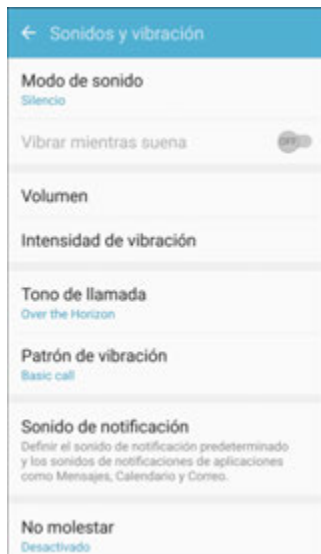 Sonidos y vibración
Modo de sonido
Silencio
Vibrar mientras suena
OFF
Volumen
Intensidad de vibración
Tono de llamada
Over the Horizon
Patrón de vibración
Basic call
Sonido de notificación
Definir el sonido de notificación predeterminado
y los sonidos de notificaciones de aplicaciones
como Mensajes, Calendario y Correo.
No molestar
Desactivado